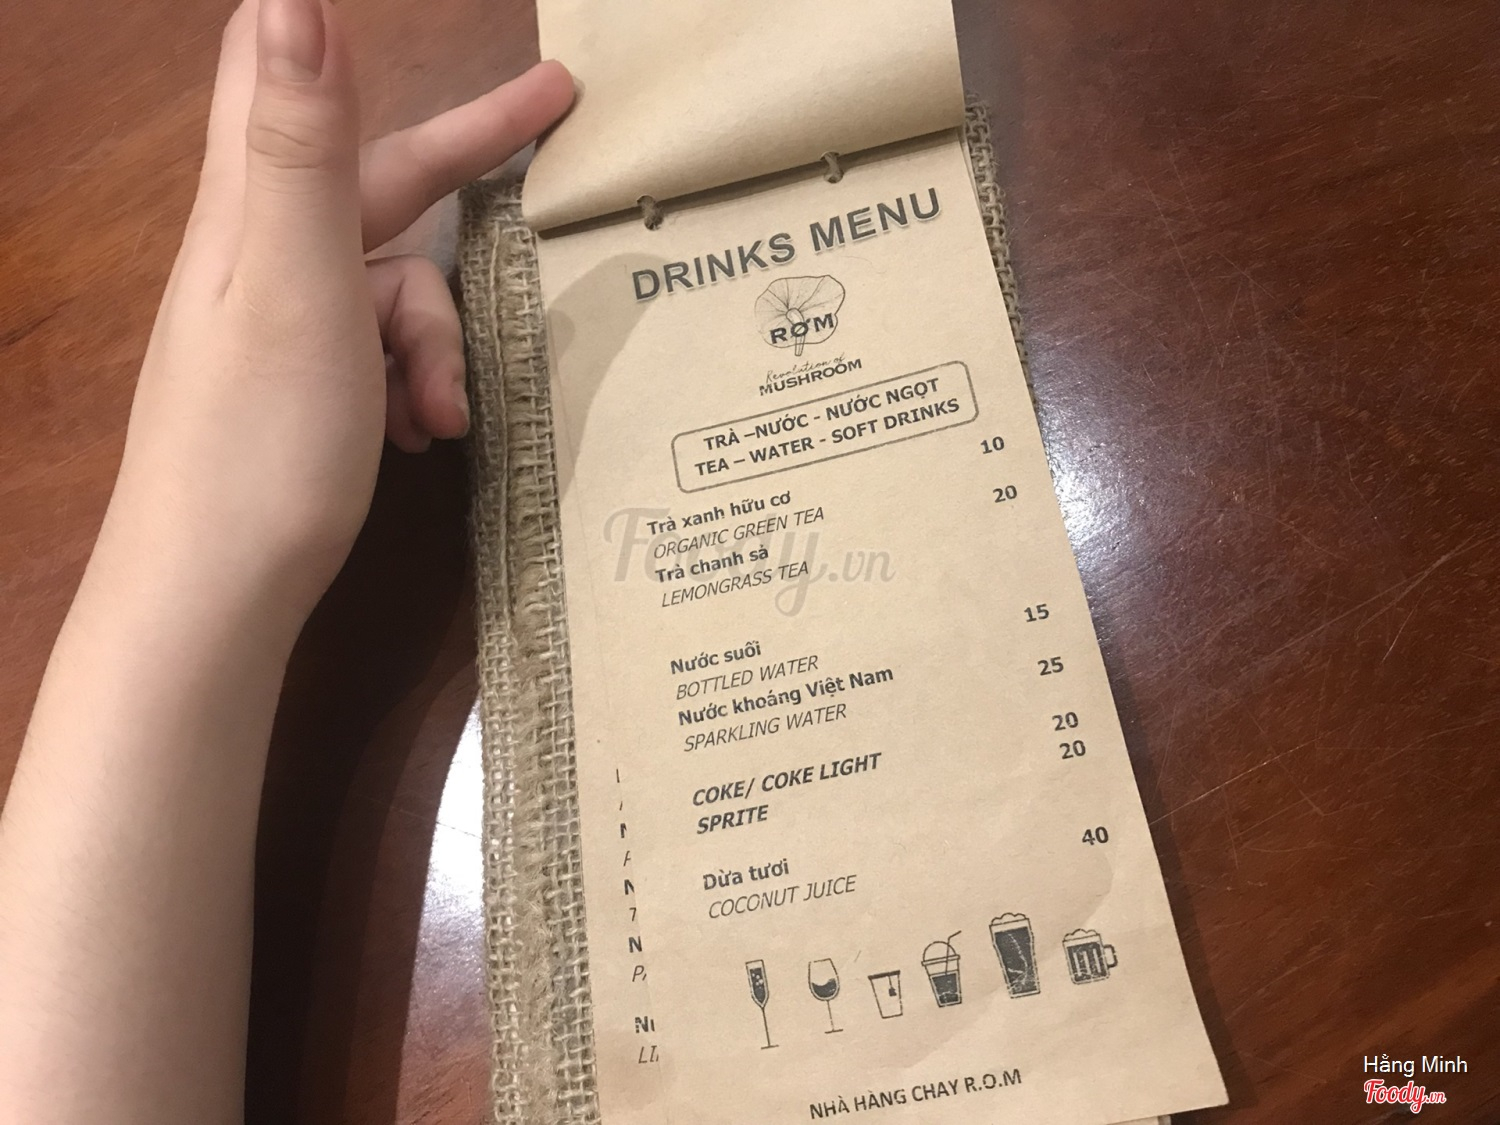 DRINKS MENU
RƠM
Revolution of
MUSHROOM
TRÀ –NƯỚC - NƯỚC NGỌT
TEA – WATER - SOFT DRINKS
Trà xanh hữu cơ 10
ORGANIC GREEN TEA
Trà chanh sả 20
LEMONGRASS TEA
Nước suối 15
BOTTLED WATER
Nước khoáng Việt Nam 25
SPARKLING WATER
COKE/ COKE LIGHT 20
SPRITE 20
Dừa tươi 40
COCONUT JUICE
NHÀ HÀNG CHAY R.O.M
Foody.vn
Hằng Minh
Foody.vn